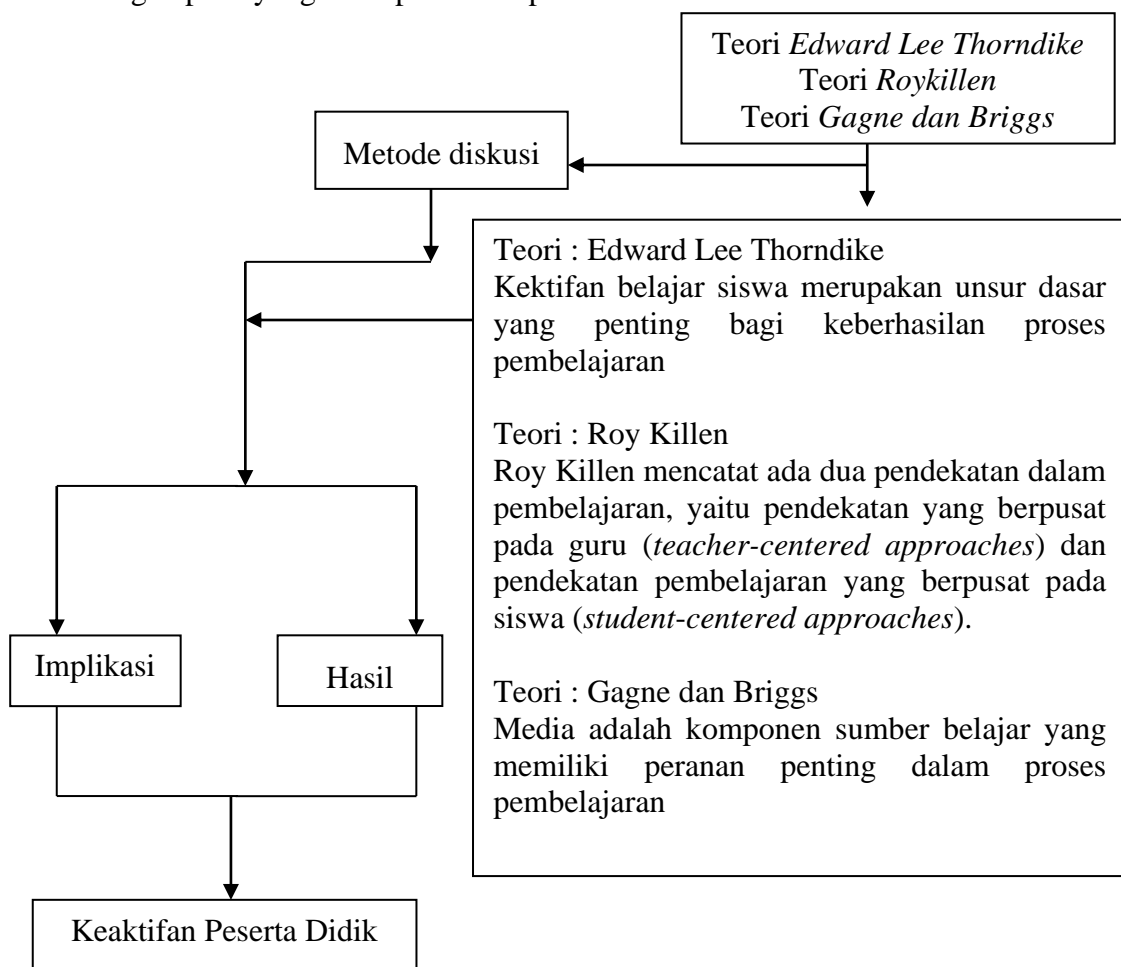 Teori Edward Lee Thorndike
Teori Roykillen
Teori Gagne dan Briggs
Metode diskusi
Teori : Edward Lee Thorndike
Kektifan belajar siswa merupakan unsur dasar
yang penting bagi keberhasilan proses
pembelajaran
Teori : Roy Killen
Roy Killen mencatat ada dua pendekatan dalam
pembelajaran, yaitu pendekatan yang berpusat
pada guru (teacher-centered approaches) dan
pendekatan pembelajaran yang berpusat pada
siswa (student-centered approaches).
Teori : Gagne dan Briggs
Media adalah komponen sumber belajar yang
memiliki peranan penting dalam proses
pembelajaran
Implikasi
Hasil
Keaktifan Peserta Didik